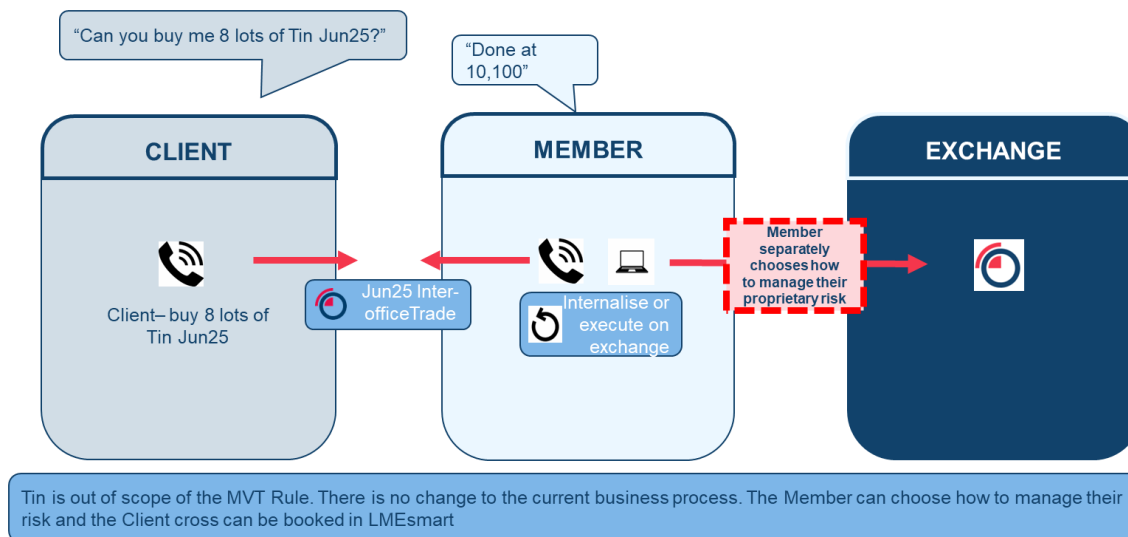 “Can you buy me 8 lots of Tin Jun25?”
“Done at
10,100”
CLIENT
MEMBER
EXCHANGE
Member
separately
chooses how
to manage their
proprietary risk
Jun25 Inter-
officeTrade
Client– buy 8 lots of
Tin Jun25
Internalise or
execute on
exchange
Tin is out of scope of the MVT Rule. There is no change to the current business process. The Member can choose how to manage their
risk and the Client cross can be booked in LMEsmart